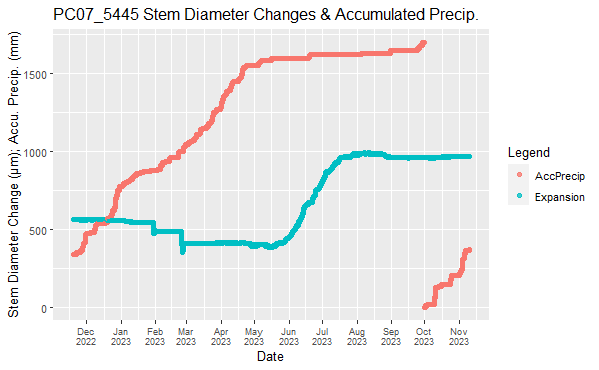 PC07_5445 Stem Diameter Changes & Accumulated Precip.
Stem Diameter Change (µm); Accu. Precip. (mm)
1500
1000
500
0
Dec Jan Feb Mar Apr May Jun Jul Aug Sep Oct Nov
2022 2023 2023 2023 2023 2023 2023 2023 2023 2023 2023 2023
Date
Legend
AccPrecip
Expansion